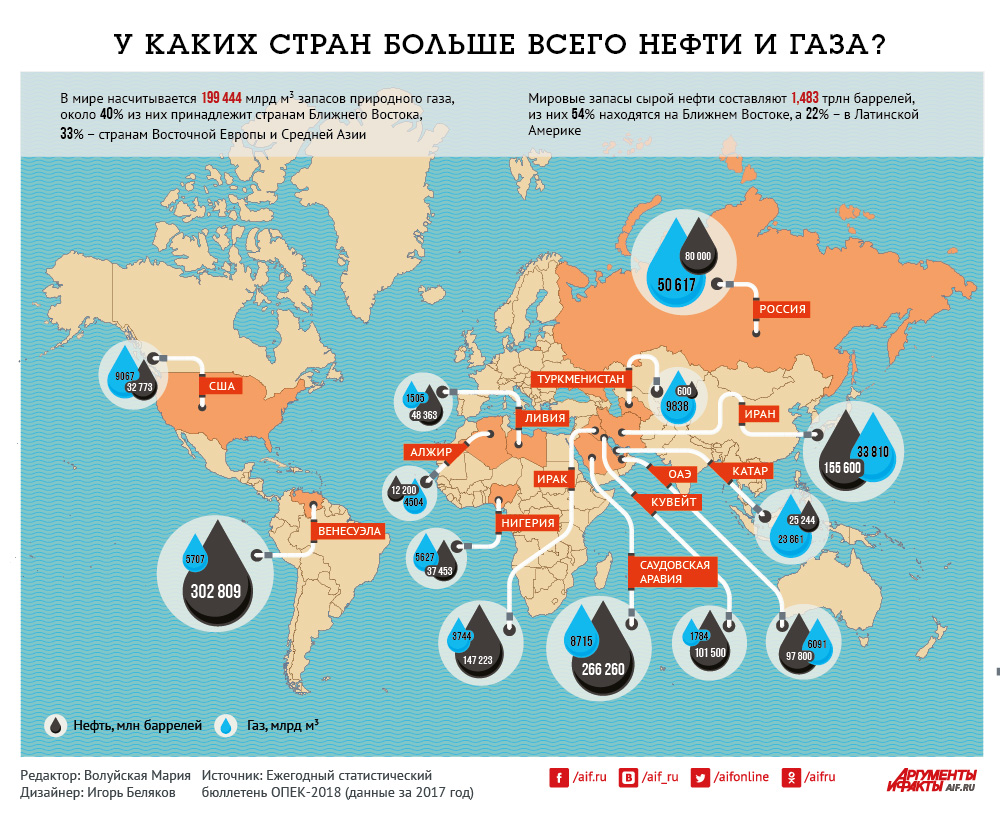 У КАКИХ СТРАН БОЛЬШЕ ВСЕГО НЕФТИ И ГАЗА?
В мире насчитывается 199 444 млрд м³ запасов природного газа,
около 40% из них принадлежит странам Ближнего Востока,
33% – странам Восточной Европы и Средней Азии
Мировые запасы сырой нефти составляют 1,483 трлн баррелей,
из них 54% находятся на Ближнем Востоке, а 22% – в Латинской
Америке
80 000
50 617
РОССИЯ
9067
32 773
США
ТУРКМЕНИСТАН
600
9838
1505
48 363
ЛИВИЯ
ИРАН
155 600
33 810
АЛЖИР
12 200
4504
ИРАК
ОАЭ
КАТАР
КУВЕЙТ
25 244
23 861
НИГЕРИЯ
5627
37 453
ВЕНЕСУЭЛА
5707
302 809
САУДОВСКАЯ
АРАВИЯ
3744
147 223
8715
266 260
1784
101 500
6091
97 800
Нефть, млн баррелей
Газ, млрд м³
Редактор: Волуйская Мария
Дизайнер: Игорь Беляков
Источник: Ежегодный статистический
бюллетень ОПЕК-2018 (данные за 2017 год)
f /aif.ru
B /aif_ru
/aifonline
/aifru
АРГУМЕНТЫ
И ФАКТЫ AIF.RU